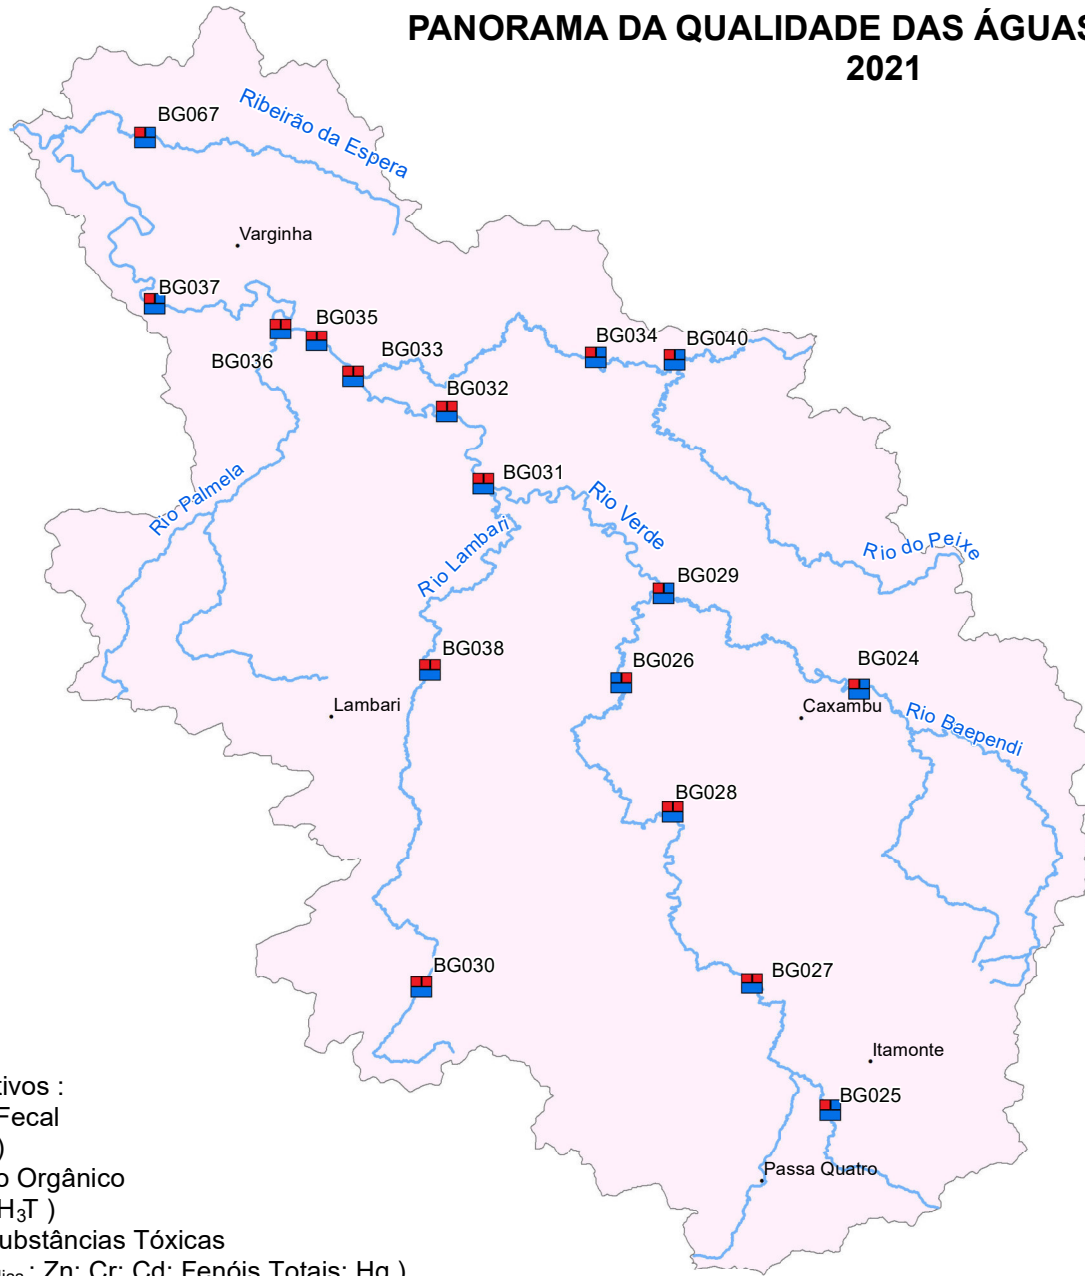 PANORAMA DA QUALIDADE DAS ÁGUAS
2021
BG067
Ribeirão da Espera
Varginha
BG037
BG035
BG036
BG033
BG034
BG040
BG032
BG031
Rio Palmela
Rio Verde
Rio Lambari
Rio do Peixe
BG029
BG038
BG026
BG024
Lambari
Caxambu
Rio Baependi
BG028
BG030
BG027
Itamonte
BG025
Passa Quatro
tivos :
Fecal
)
o Orgânico
H₃T )
ubstâncias Tóxicas
; Zn; Cr; Cd; Fenóis Totais; Hg )